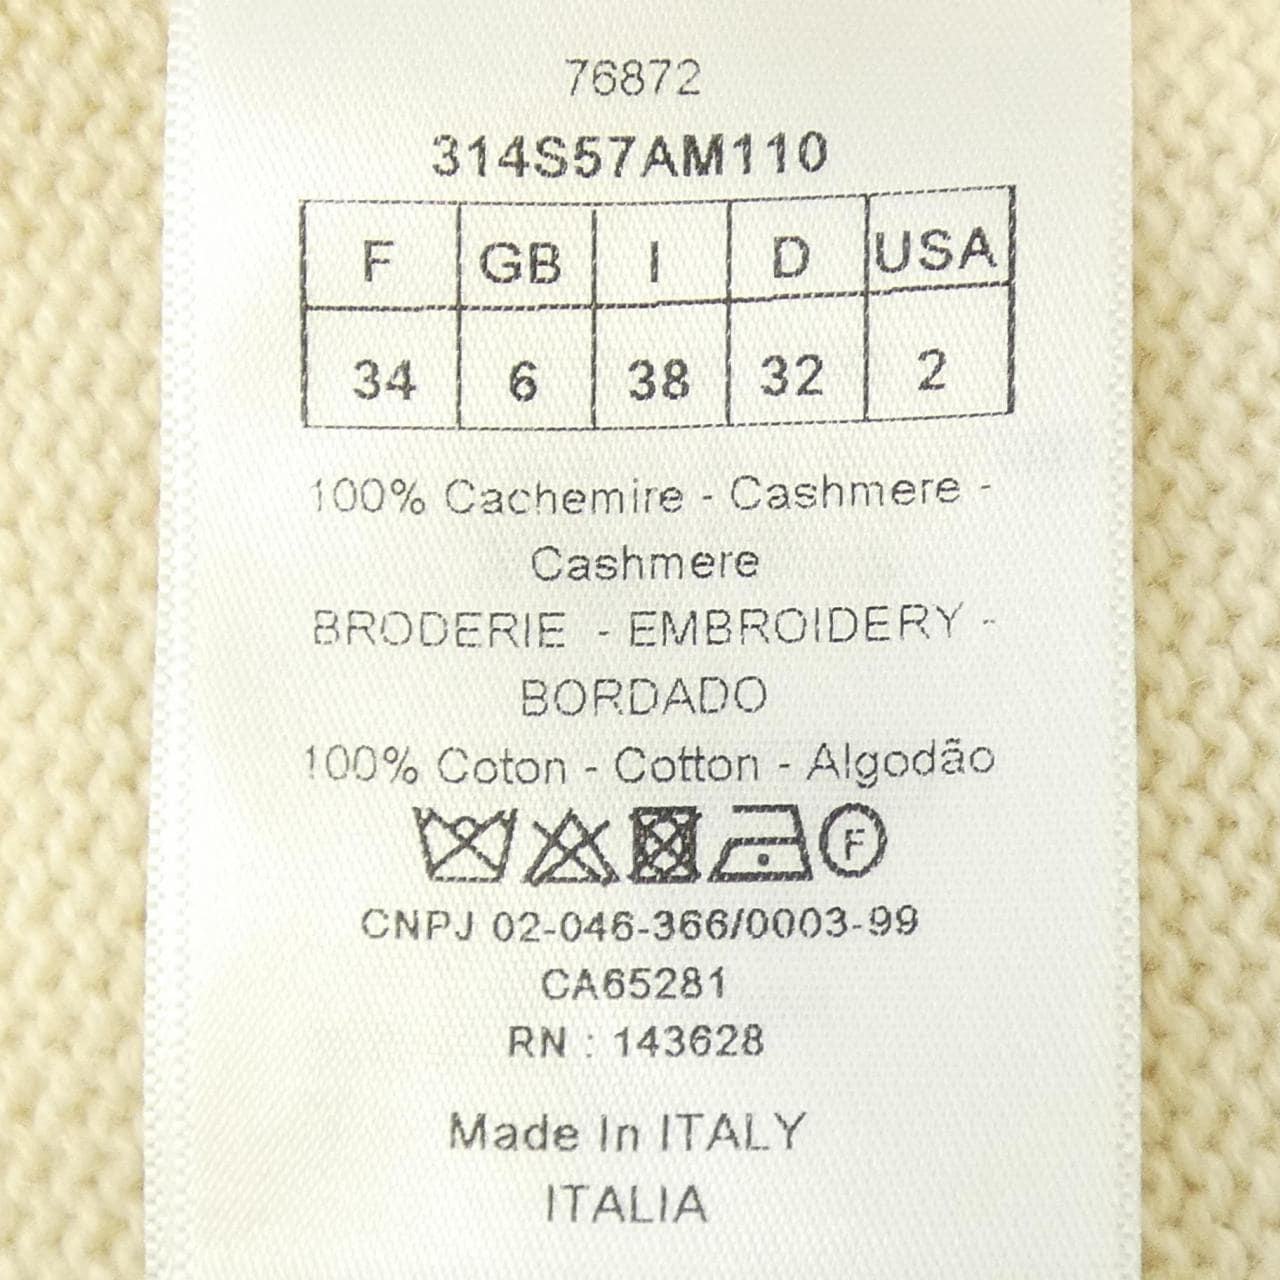 76872
314S57AM110
F GB I D USA
34 6 38 32 2
100% Cachemire - Cashmere -
Cashmere
BRODERIE - EMBROIDERY -
BORDADO
100% Coton - Cotton - Algodão
F
CNPJ 02-046-366/0003-99
CA65281
RN : 143628
Made In ITALY
ITALIA